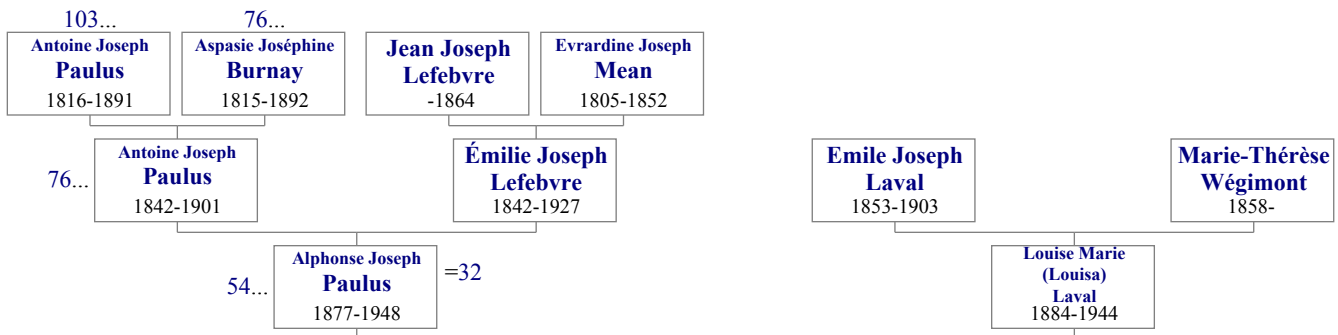 103...
76...
Antoine Joseph
Paulus
1816-1891
Aspasie Joséphine
Burnay
1815-1892
Jean Joseph
Lefebvre
-1864
Evrardine Joseph
Mean
1805-1852
76...
Antoine Joseph
Paulus
1842-1901
Émilie Joseph
Lefebvre
1842-1927
Emile Joseph
Laval
1853-1903
Marie-Thérèse
Wégimont
1858-
54...
Alphonse Joseph
Paulus
1877-1948
=32
Louise Marie
(Louisa)
Laval
1884-1944